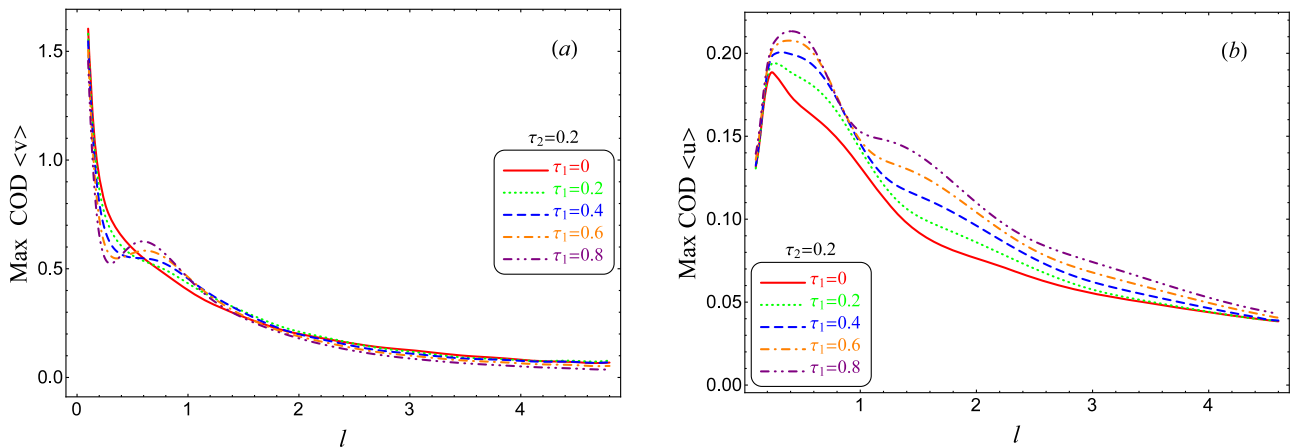 (a)
Max COD <v>
1.5
1.0
0.5
0.0
τ₂=0.2
τ₁=0
τ₁=0.2
τ₁=0.4
τ₁=0.6
τ₁=0.8
0 1 2 3 4
l
(b)
Max COD <u>
0.20
0.15
0.10
0.05
0.00
τ₂=0.2
τ₁=0
τ₁=0.2
τ₁=0.4
τ₁=0.6
τ₁=0.8
1 2 3 4
l